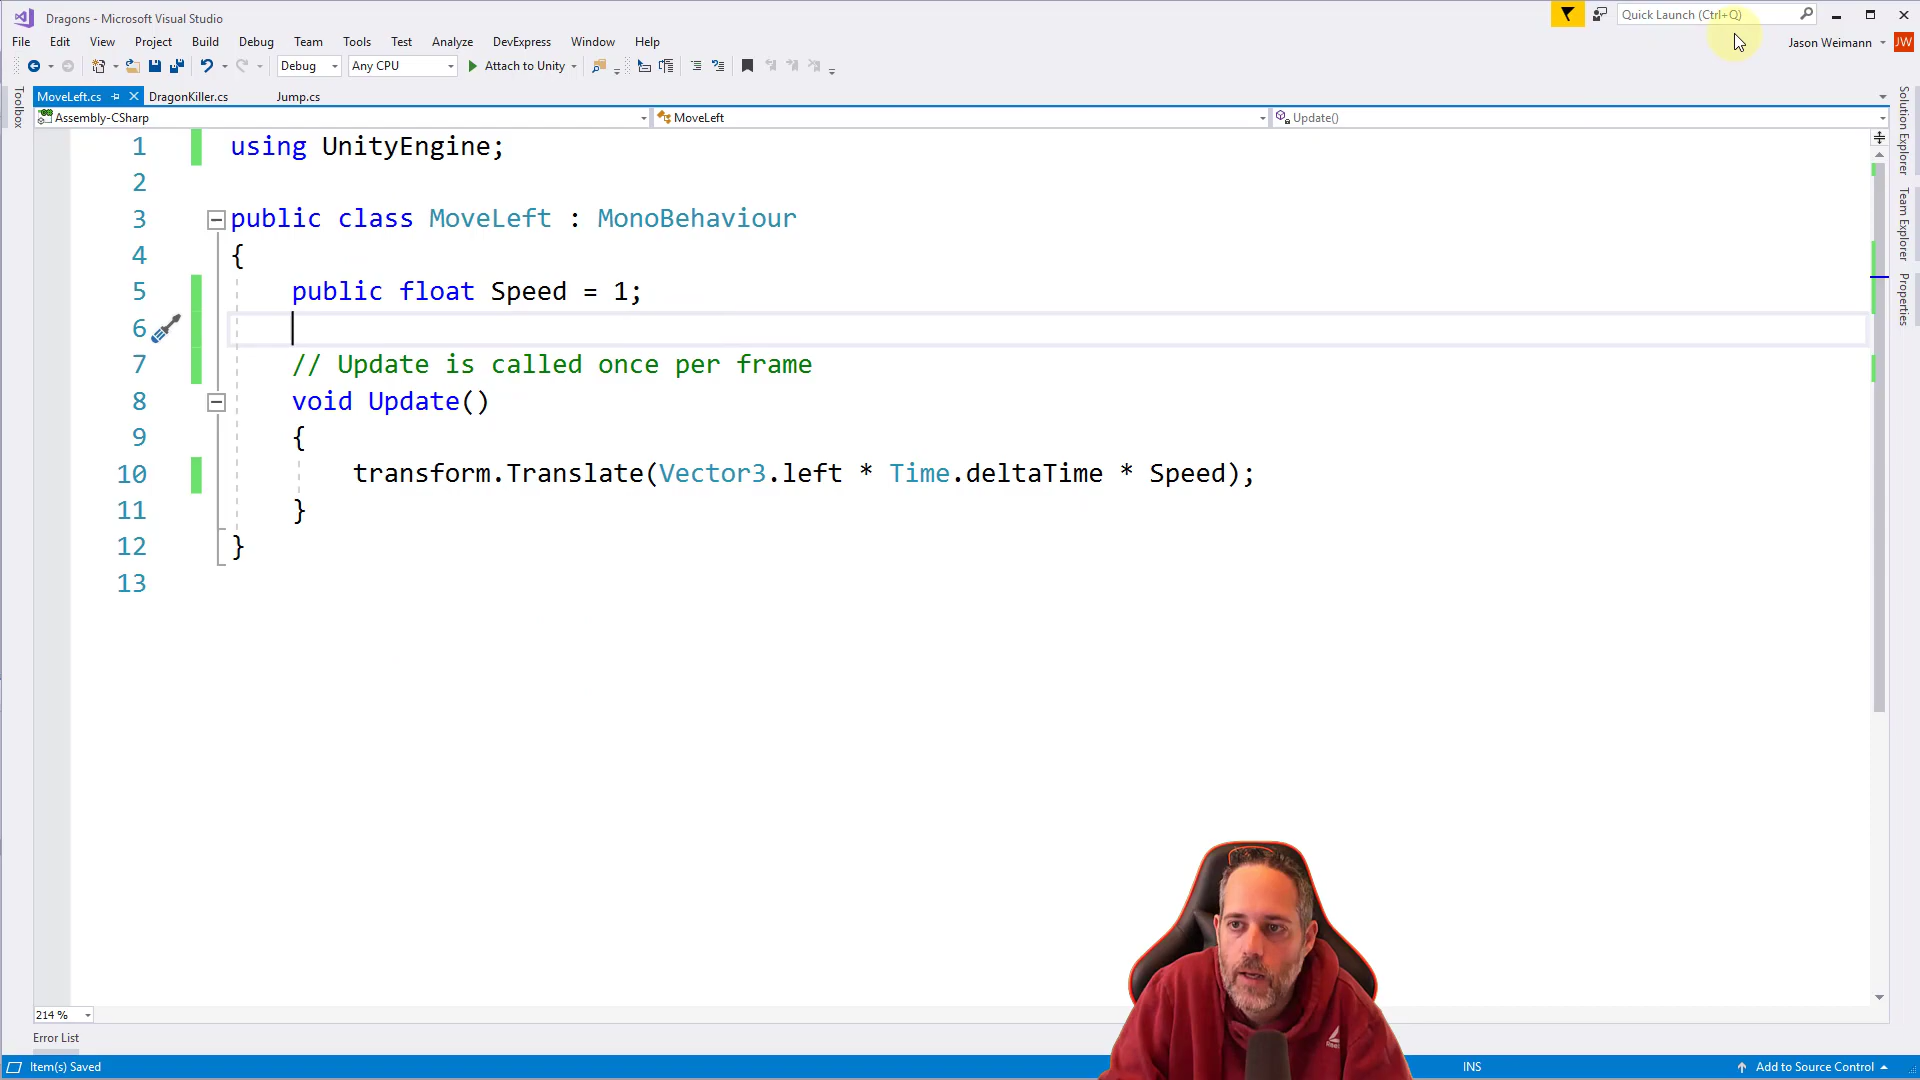 Dragons - Microsoft Visual Studio
Quick Launch (Ctrl+Q)
File Edit View Project Build Debug Team Tools Test Analyze DevExpress Window Help
Jason Weimann
JW
Debug
Any CPU
Attach to Unity
Toolbox
MoveLeft.cs
DragonKiller.cs
Jump.cs
Assembly-CSharp
MoveLeft
Update()
1 using UnityEngine;
2
3 public class MoveLeft : MonoBehaviour
4 {
5 public float Speed = 1;
6
7 // Update is called once per frame
8 void Update()
9 {
10 transform.Translate(Vector3.left * Time.deltaTime * Speed);
11 }
12 }
13
Solution Explorer
Team Explorer
Properties
214 %
Error List
Item(s) Saved
INS
Add to Source Control